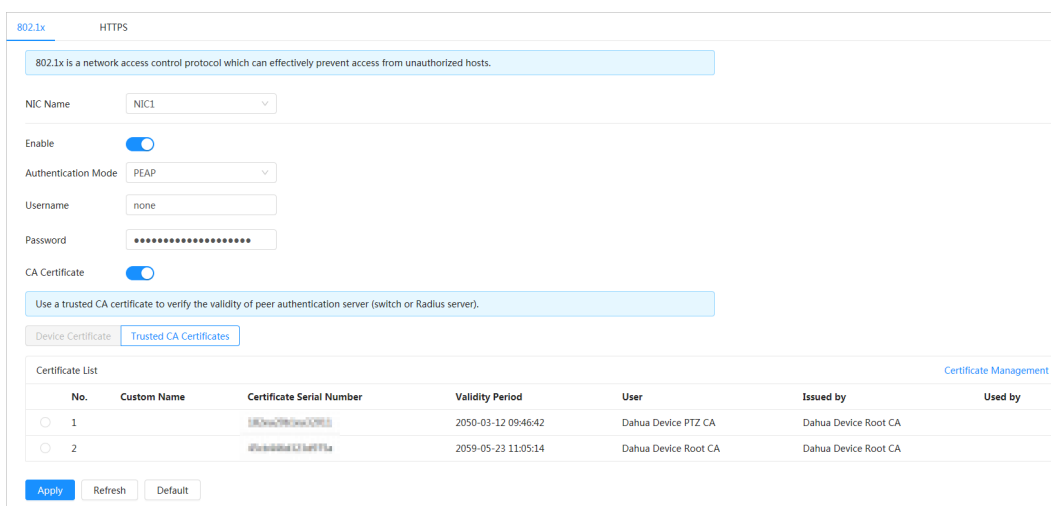 802.1x HTTPS
802.1x is a network access control protocol which can effectively prevent access from unauthorized hosts.
NIC Name NIC1
Enable
Authentication Mode PEAP
Username none
Password ••••••••••••••••••••
CA Certificate
Use a trusted CA certificate to verify the validity of peer authentication server (switch or Radius server).
Device Certificate Trusted CA Certificates
Certificate List Certificate Management
No. Custom Name Certificate Serial Number Validity Period User Issued by Used by
1 2050-03-12 09:46:42 Dahua Device PTZ CA Dahua Device Root CA
2 2059-05-23 11:05:14 Dahua Device Root CA Dahua Device Root CA
Apply Refresh Default